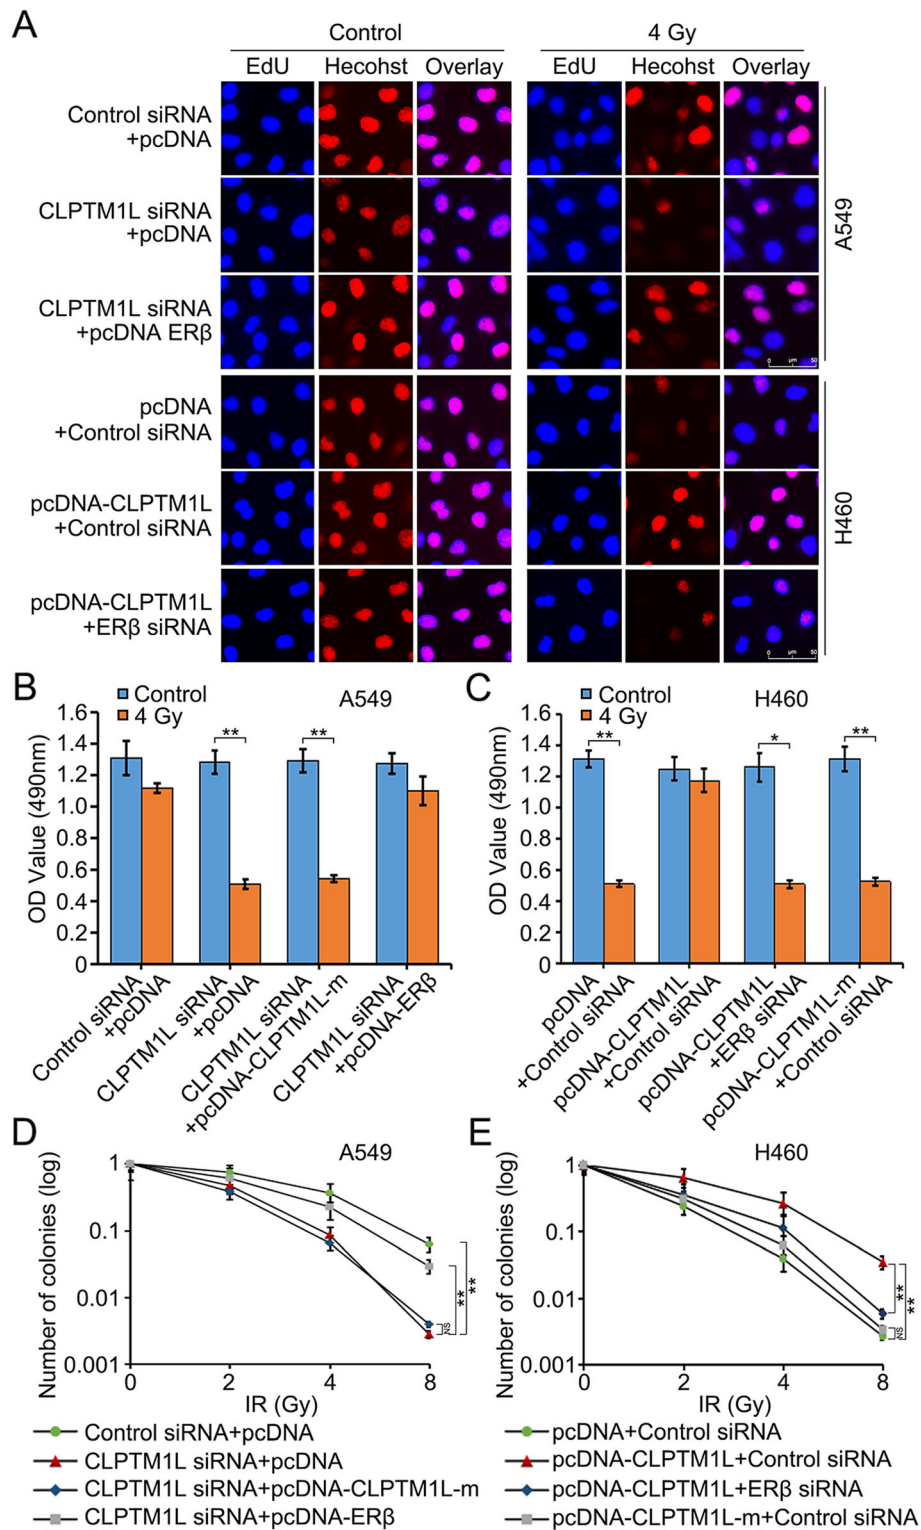 A
Control
4 Gy
EdU Hecohst Overlay
EdU Hecohst Overlay
Control siRNA
+pcDNA
CLPTM1L siRNA
+pcDNA
CLPTM1L siRNA
+pcDNA ERβ
A549
0 μm 50
pcDNA
+Control siRNA
pcDNA-CLPTM1L
+Control siRNA
pcDNA-CLPTM1L
+ERβ siRNA
H460
0 μm 50
B
Control
4 Gy
A549
OD Value (490nm)
1.6
1.4
1.2
1.0
0.6
0.4
0.2
0
**
**
Control siRNA
+pcDNA
CLPTM1L siRNA
+pcDNA
CLPTM1L siRNA
+pcDNA-CLPTM1L-m
CLPTM1L siRNA
+pcDNA-ERβ
C
Control
4 Gy
H460
OD Value (490nm)
1.6
1.4
1.2
1.0
0.8
0.6
0.4
0.2
0
**
*
**
pcDNA
+Control siRNA
pcDNA-CLPTM1L
+Control siRNA
pcDNA-CLPTM1L
+ERβ siRNA
pcDNA-CLPTM1L-m
+Control siRNA
D
A549
Number of colonies (log)
1
0.1
0.01
0.001
0 2 4 8
IR (Gy)
NS
**
**
Control siRNA+pcDNA
CLPTM1L siRNA+pcDNA
CLPTM1L siRNA+pcDNA-CLPTM1L-m
CLPTM1L siRNA+pcDNA-ERβ
E
H460
Number of colonies (log)
1
0.1
0.01
0.001
0 2 4 8
IR (Gy)
NS
**
**
pcDNA+Control siRNA
pcDNA-CLPTM1L+Control siRNA
pcDNA-CLPTM1L+ERβ siRNA
pcDNA-CLPTM1L-m+Control siRNA